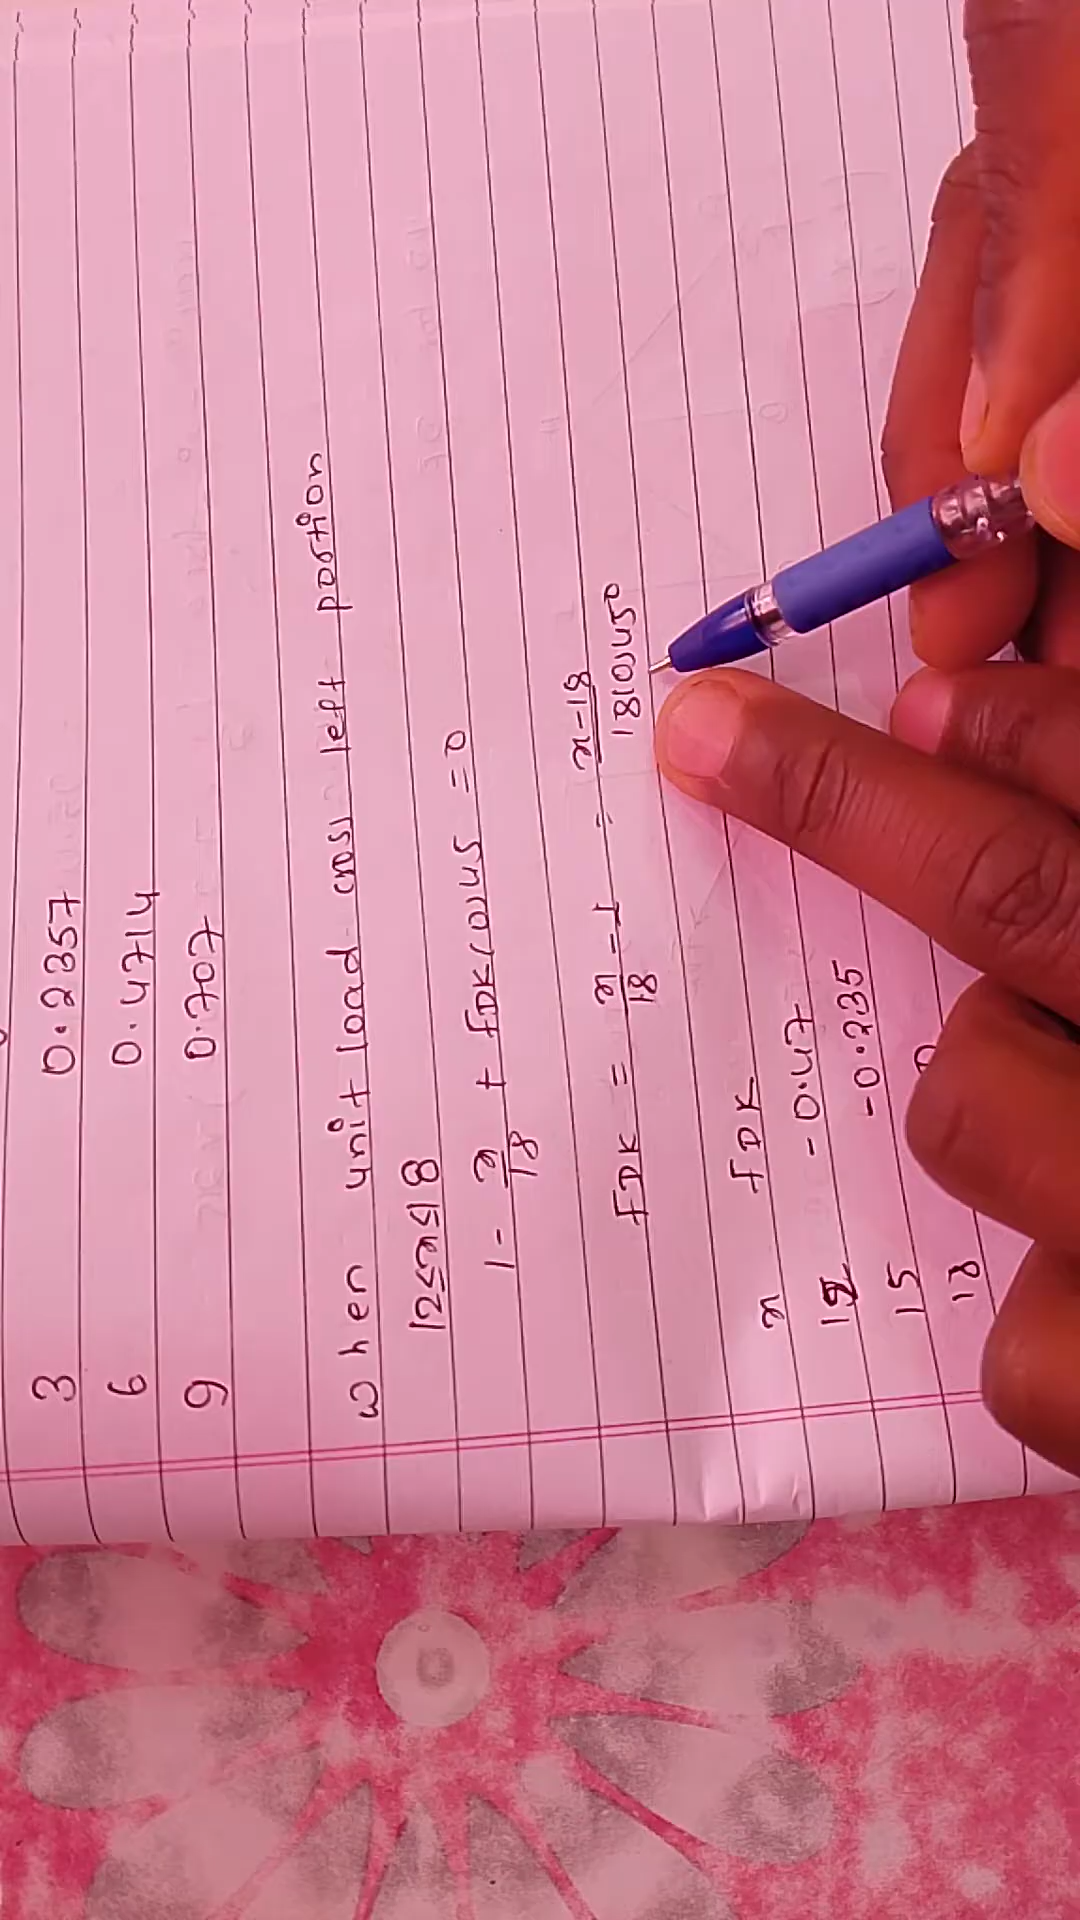 3 0.2357
6 0.4714
9 0.707
when unit load cross left portion
12≤x≤18
1 - x/18 + FDK cos45 = 0
FDK = x/18 - 1 = x-18/18cos45°
x FDK
12 -0.47
15 -0.235
18